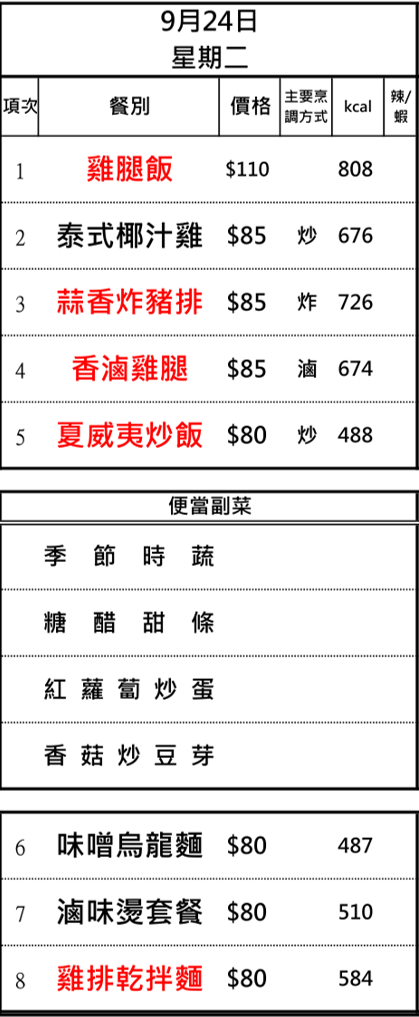 9月24日
星期二
項次 餐別 價格 主要烹調方式 kcal 辣/蝦
1 雞腿飯 $110 808
2 泰式椰汁雞 $85 炒 676
3 蒜香炸豬排 $85 炸 726
4 香滷雞腿 $85 滷 674
5 夏威夷炒飯 $80 炒 488
便當副菜
季節時蔬
糖醋甜條
紅蘿蔔炒蛋
香菇炒豆芽
6 味噌烏龍麵 $80 487
7 滷味燙套餐 $80 510
8 雞排乾拌麵 $80 584